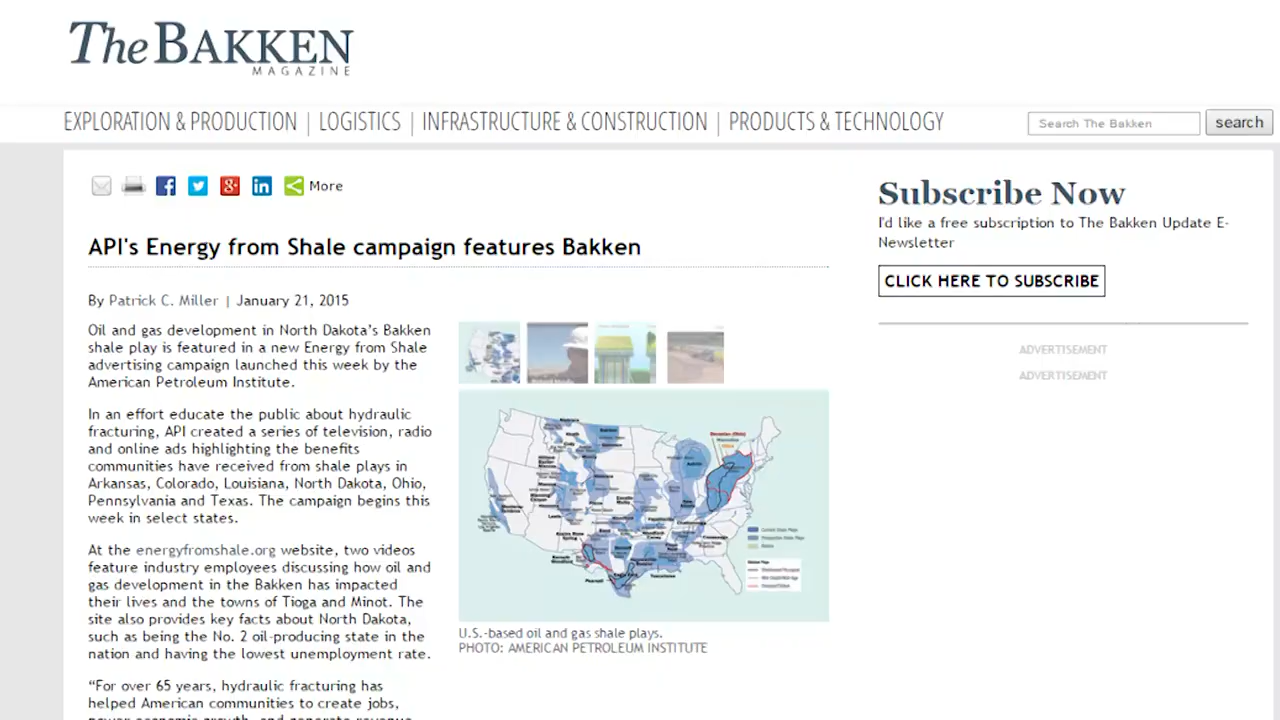 The BAKKEN
MAGAZINE
EXPLORATION & PRODUCTION | LOGISTICS | INFRASTRUCTURE & CONSTRUCTION | PRODUCTS & TECHNOLOGY
Search The Bakken
search
More
API's Energy from Shale campaign features Bakken
By Patrick C. Miller | January 21, 2015
Oil and gas development in North Dakota's Bakken
shale play is featured in a new Energy from Shale
advertising campaign launched this week by the
American Petroleum Institute.
In an effort educate the public about hydraulic
fracturing, API created a series of television, radio
and online ads highlighting the benefits
communities have received from shale plays in
Arkansas, Colorado, Louisiana, North Dakota, Ohio,
Pennsylvania and Texas. The campaign begins this
week in select states.
At the energyfromshale.org website, two videos
feature industry employees discussing how oil and
gas development in the Bakken has impacted
their lives and the towns of Tioga and Minot. The
site also provides key facts about North Dakota,
such as being the No. 2 oil-producing state in the
nation and having the lowest unemployment rate.
“For over 65 years, hydraulic fracturing has
helped American communities to create jobs,
power economic growth, and generate revenue
U.S.-based oil and gas shale plays.
PHOTO: AMERICAN PETROLEUM INSTITUTE
Subscribe Now
I'd like a free subscription to The Bakken Update E-
Newsletter
CLICK HERE TO SUBSCRIBE
ADVERTISEMENT
ADVERTISEMENT